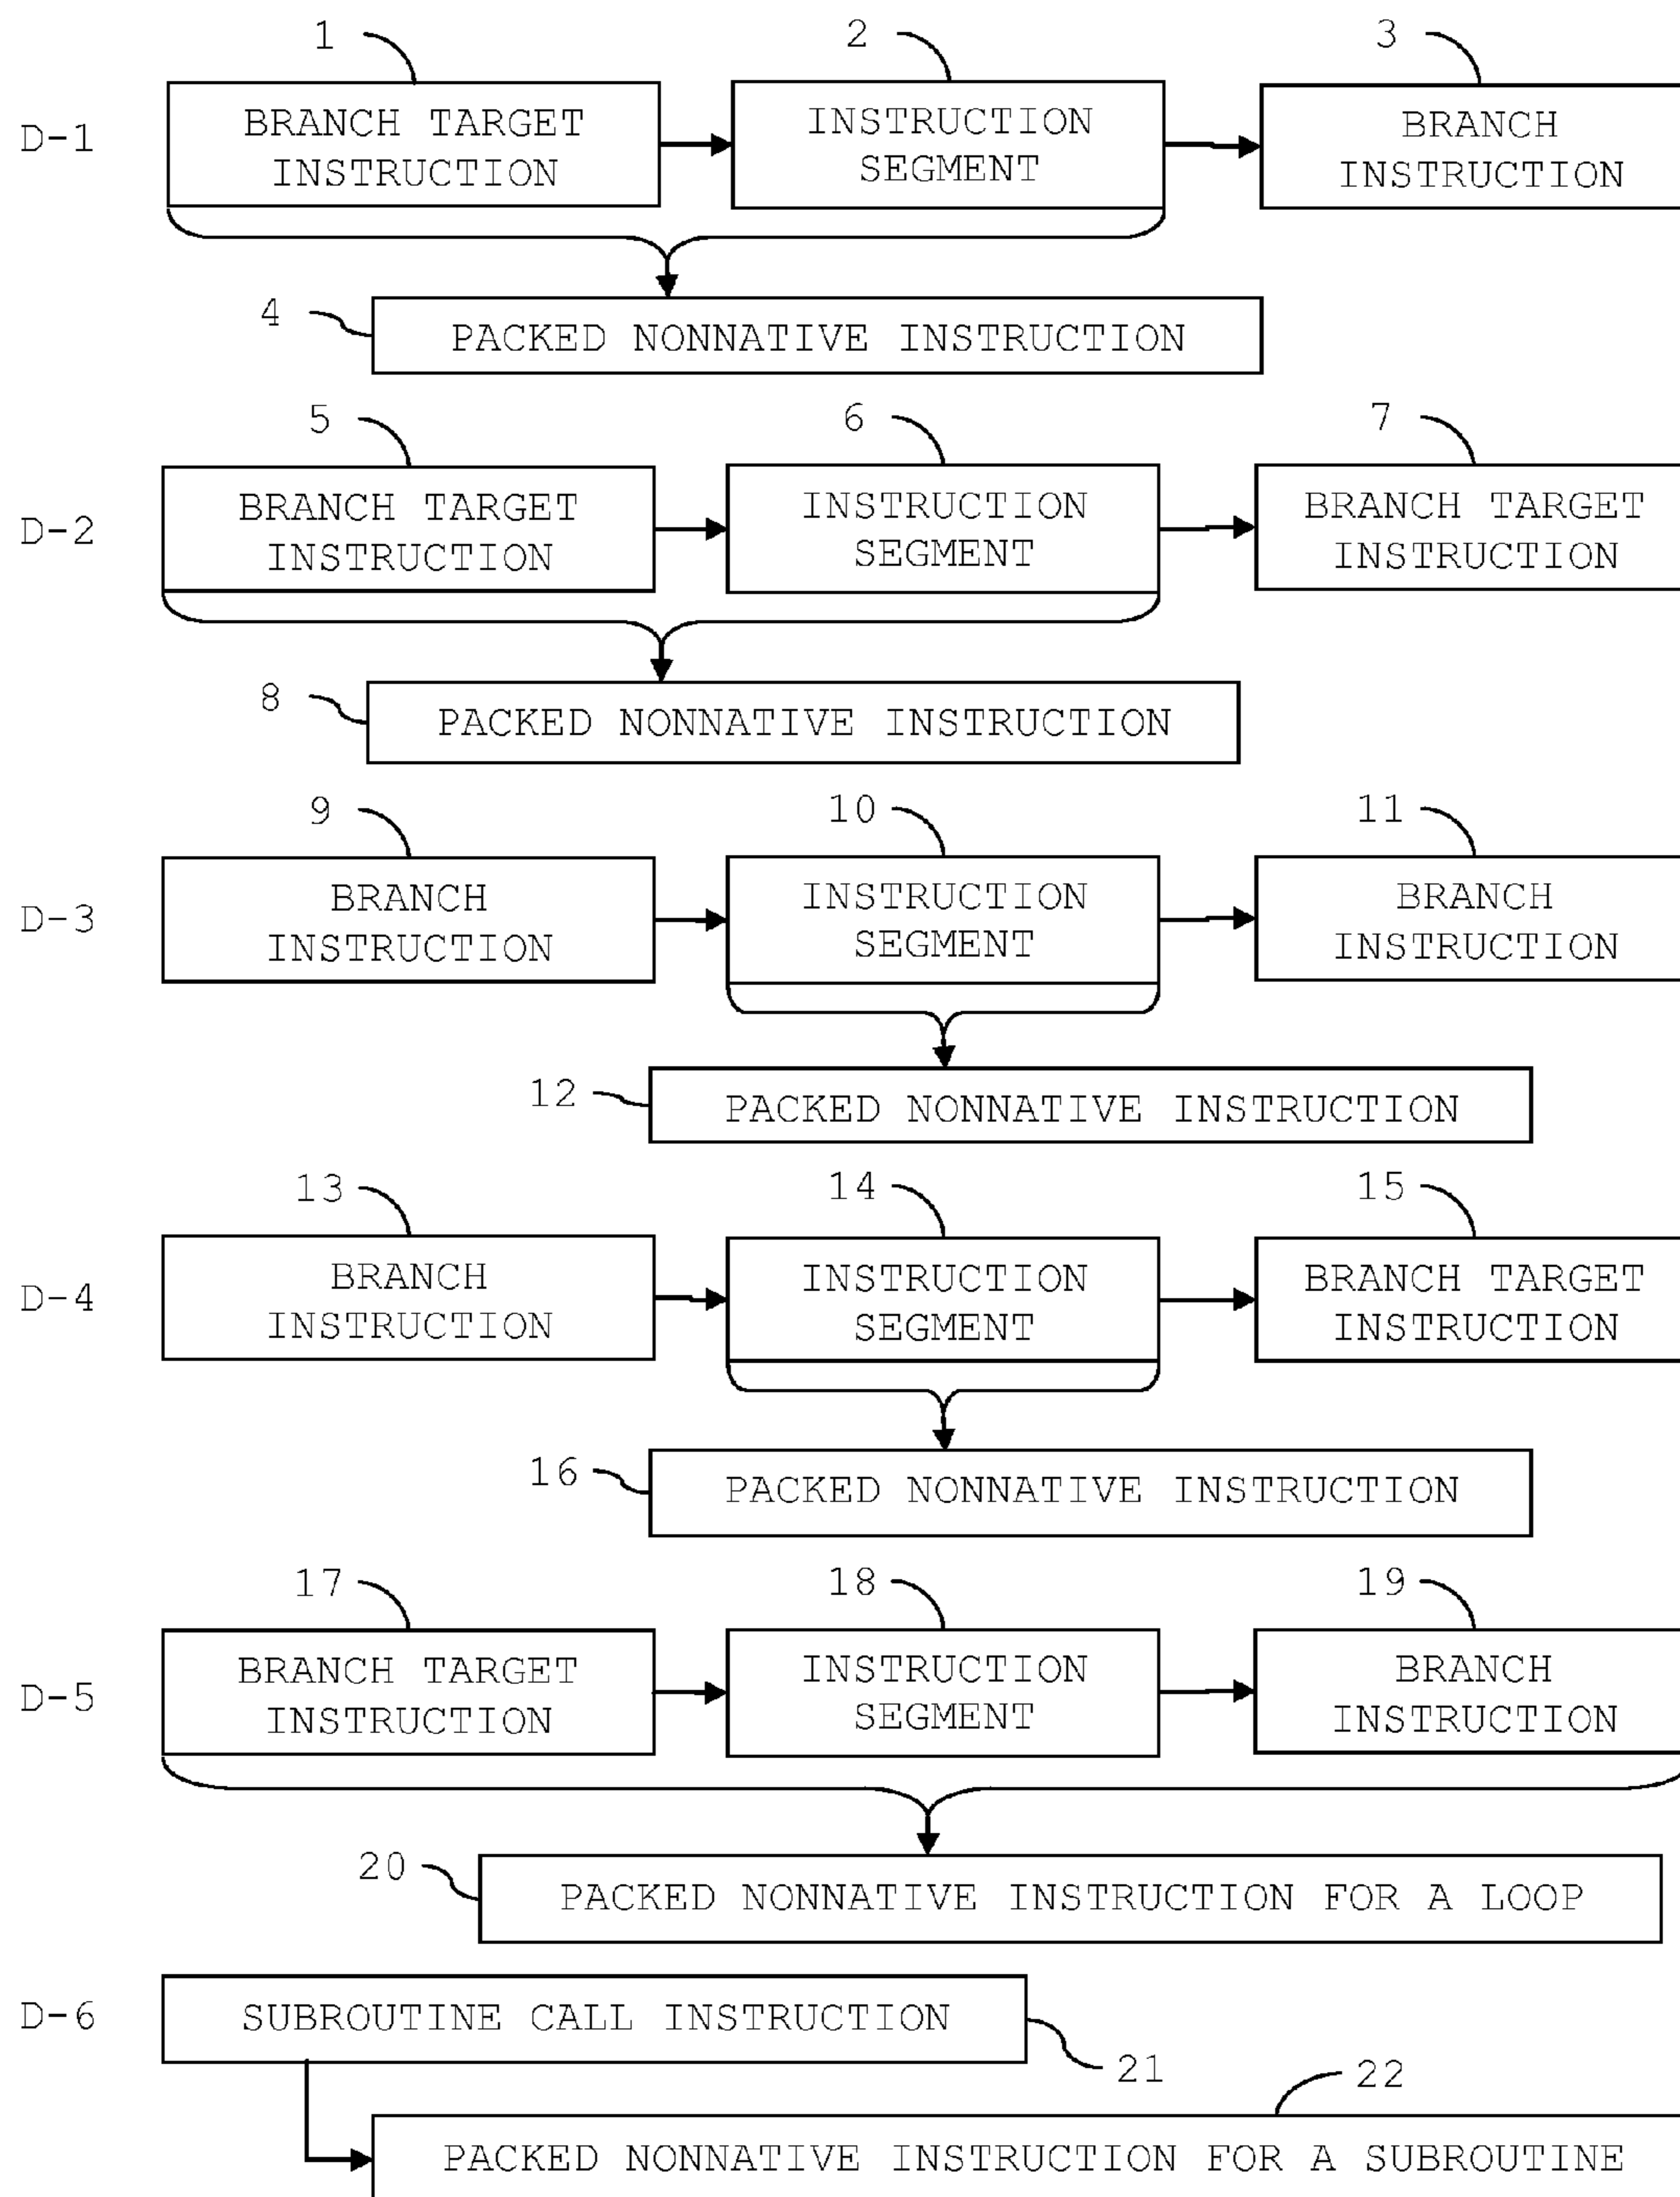 1
2
3
D-1
BRANCH TARGET
INSTRUCTION
INSTRUCTION
SEGMENT
BRANCH
INSTRUCTION
4
PACKED NONNATIVE INSTRUCTION
5
6
7
D-2
BRANCH TARGET
INSTRUCTION
INSTRUCTION
SEGMENT
BRANCH TARGET
INSTRUCTION
8
PACKED NONNATIVE INSTRUCTION
9
10
11
D-3
BRANCH
INSTRUCTION
INSTRUCTION
SEGMENT
BRANCH
INSTRUCTION
12
PACKED NONNATIVE INSTRUCTION
13
14
15
D-4
BRANCH
INSTRUCTION
INSTRUCTION
SEGMENT
BRANCH TARGET
INSTRUCTION
16
PACKED NONNATIVE INSTRUCTION
17
18
19
D-5
BRANCH TARGET
INSTRUCTION
INSTRUCTION
SEGMENT
BRANCH
INSTRUCTION
20
PACKED NONNATIVE INSTRUCTION FOR A LOOP
D-6
SUBROUTINE CALL INSTRUCTION
21
22
PACKED NONNATIVE INSTRUCTION FOR A SUBROUTINE